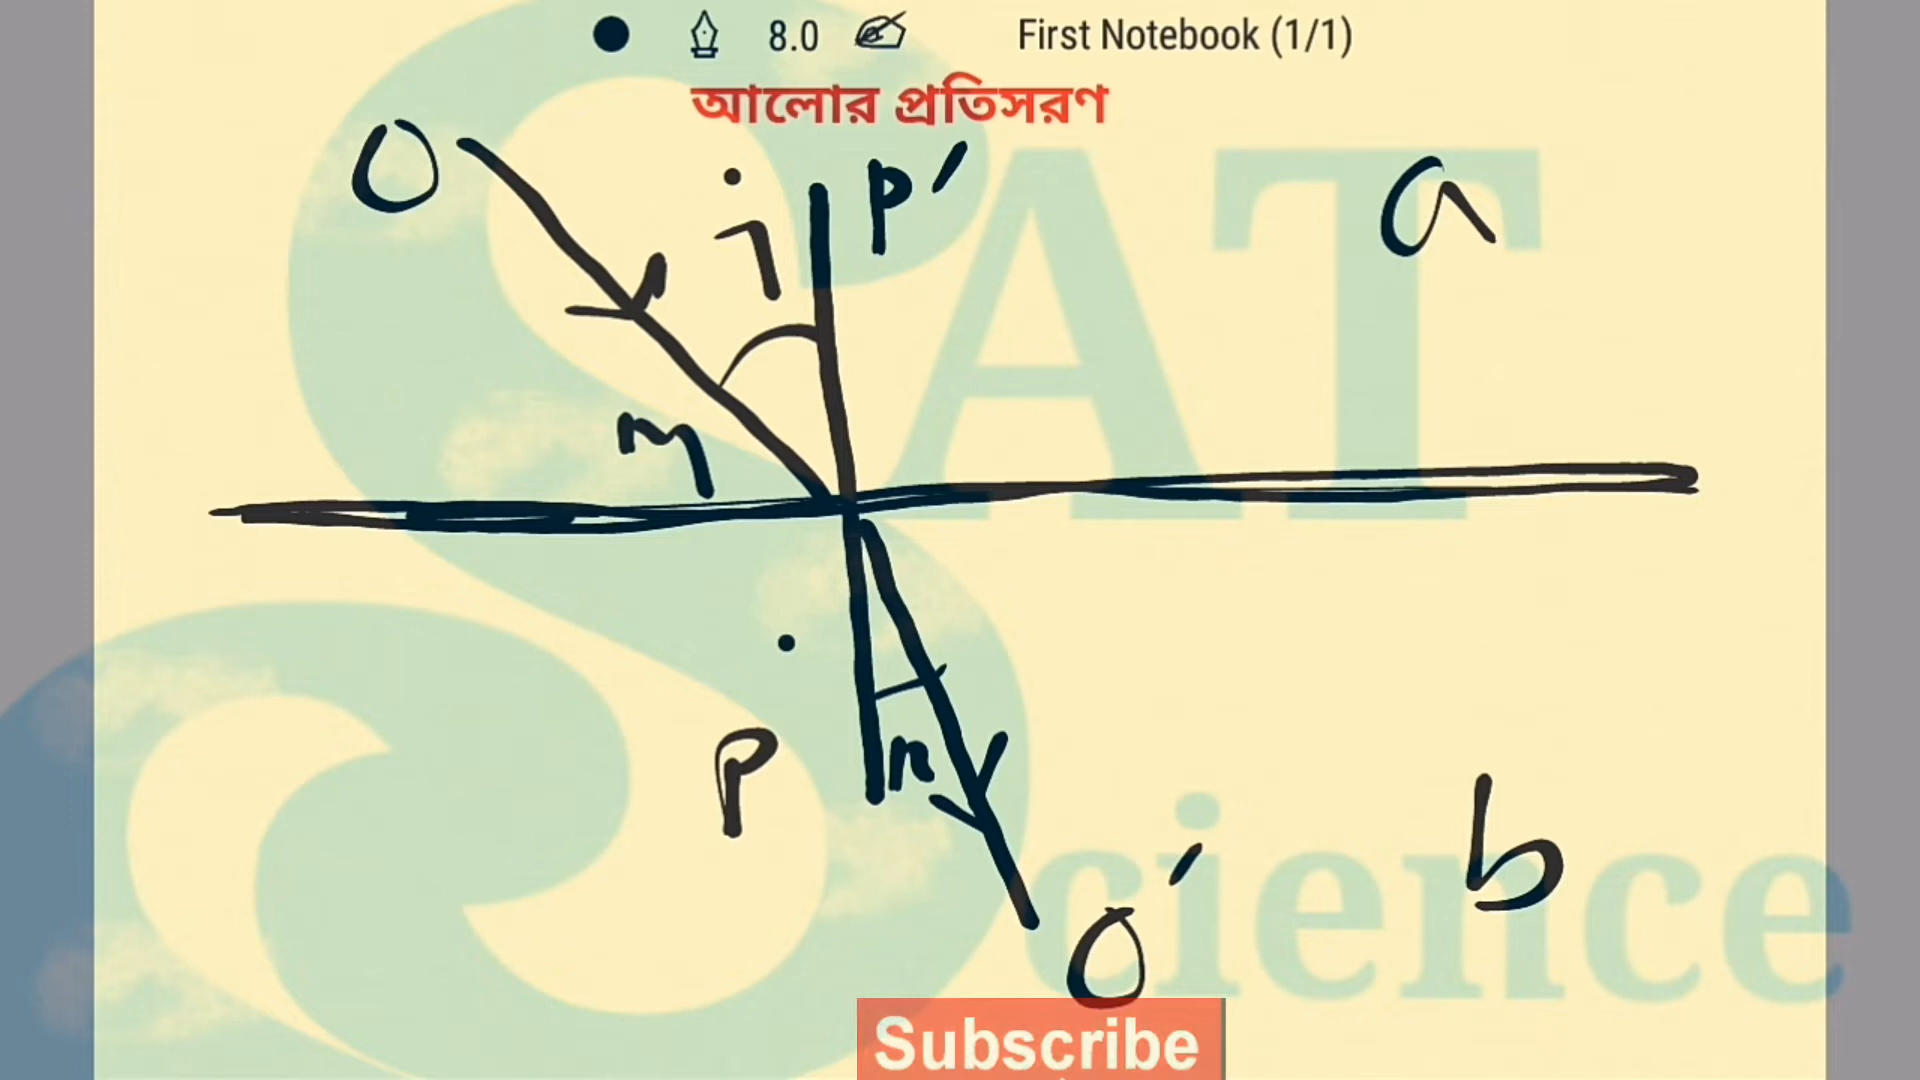 8.0 First Notebook (1/1)
আলোর প্রতিসরণ
O i P' a
m
P r b
O'
SAT
Science
Subscribe